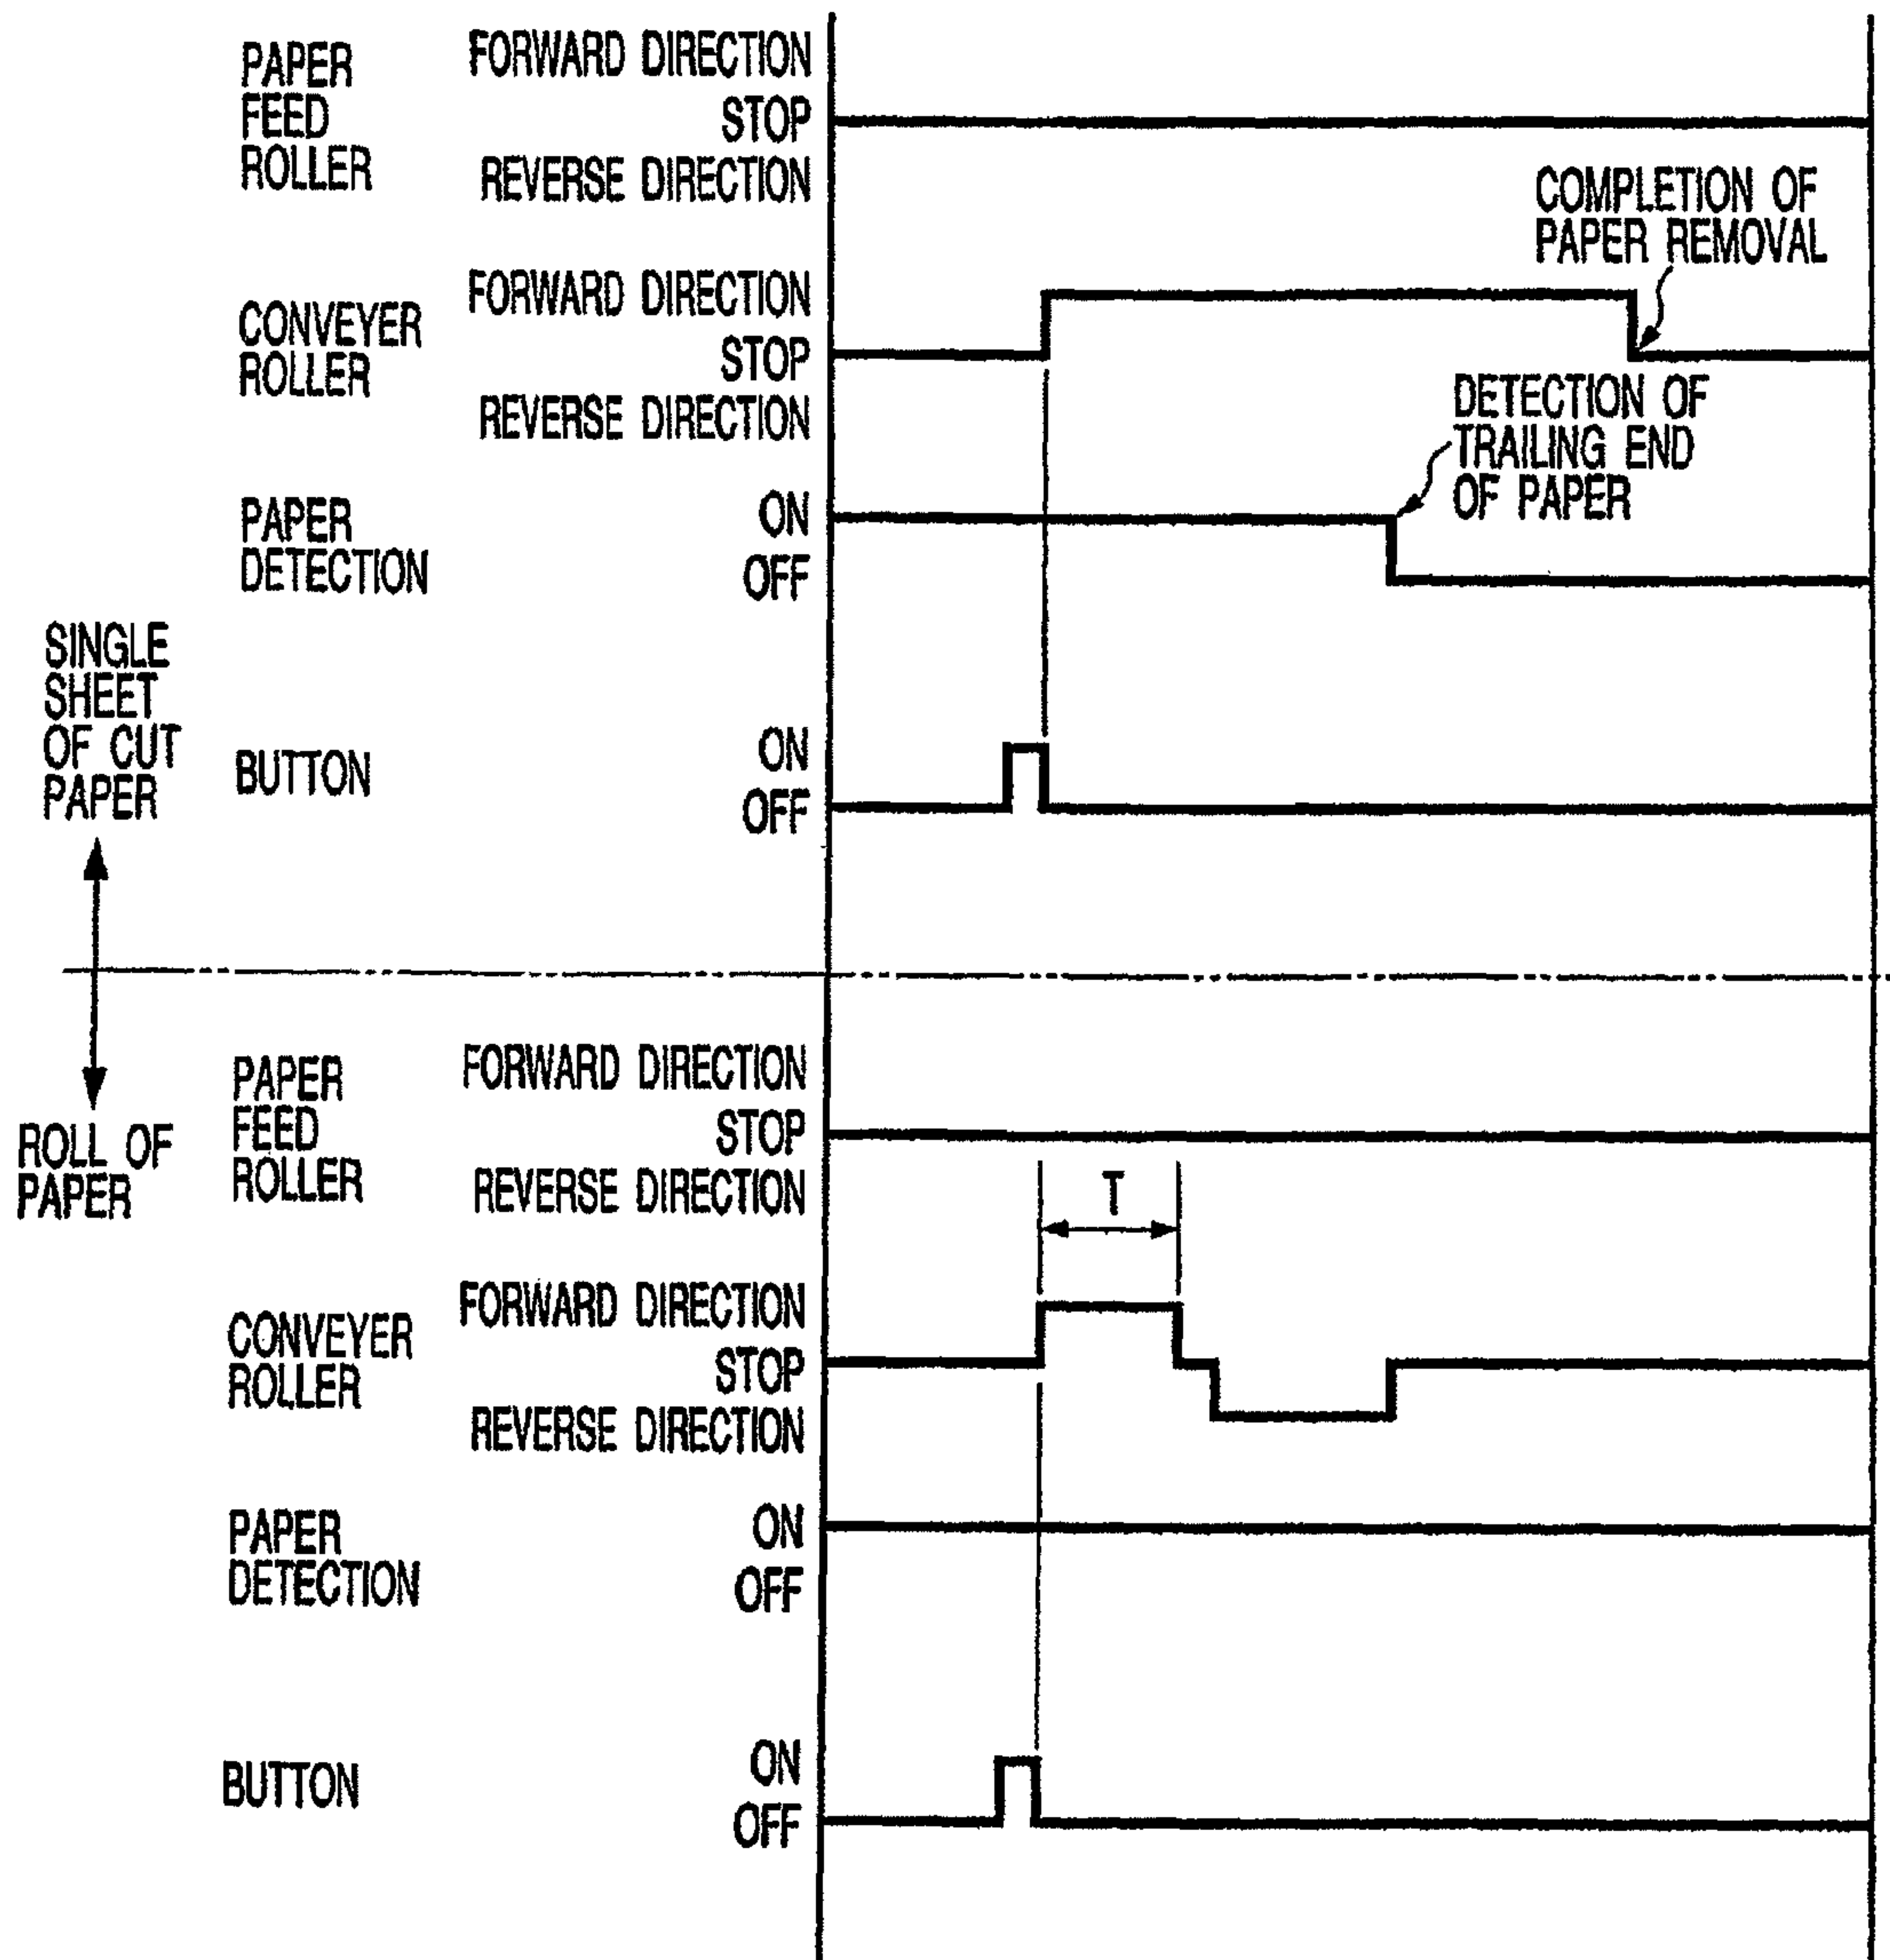 PAPER
FEED
ROLLER
FORWARD DIRECTION
STOP
REVERSE DIRECTION
COMPLETION OF
PAPER REMOVAL
CONVEYER
ROLLER
FORWARD DIRECTION
STOP
REVERSE DIRECTION
DETECTION OF
TRAILING END
OF PAPER
PAPER
DETECTION
ON
OFF
SINGLE
SHEET
OF CUT
PAPER
BUTTON
ON
OFF
ROLL OF
PAPER
PAPER
FEED
ROLLER
FORWARD DIRECTION
STOP
REVERSE DIRECTION
T
CONVEYER
ROLLER
FORWARD DIRECTION
STOP
REVERSE DIRECTION
PAPER
DETECTION
ON
OFF
BUTTON
ON
OFF